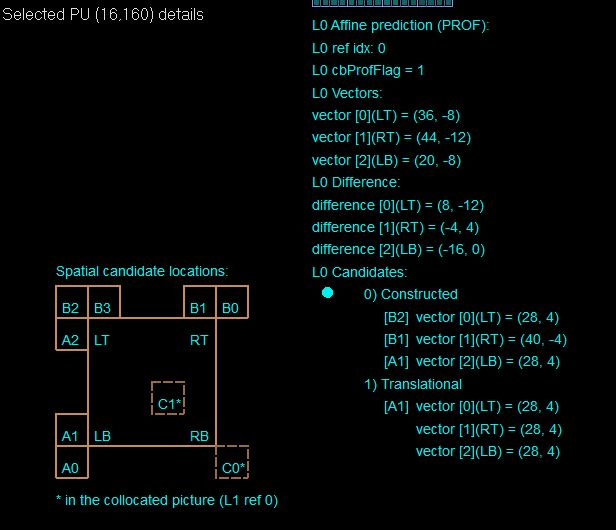 Selected PU (16,160) details
L0 Affine prediction (PROF):
L0 ref idx: 0
L0 cbProfFlag = 1
L0 Vectors:
vector [0](LT) = (36, -8)
vector [1](RT) = (44, -12)
vector [2](LB) = (20, -8)
L0 Difference:
difference [0](LT) = (8, -12)
difference [1](RT) = (-4, 4)
difference [2](LB) = (-16, 0)
L0 Candidates:
0) Constructed
[B2] vector [0](LT) = (28, 4)
[B1] vector [1](RT) = (40, -4)
[A1] vector [2](LB) = (28, 4)
1) Translational
[A1] vector [0](LT) = (28, 4)
vector [1](RT) = (28, 4)
vector [2](LB) = (28, 4)
Spatial candidate locations:
B2 B3 B1 B0
A2 LT RT
C1*
A1 LB RB
A0 C0*
* in the collocated picture (L1 ref 0)